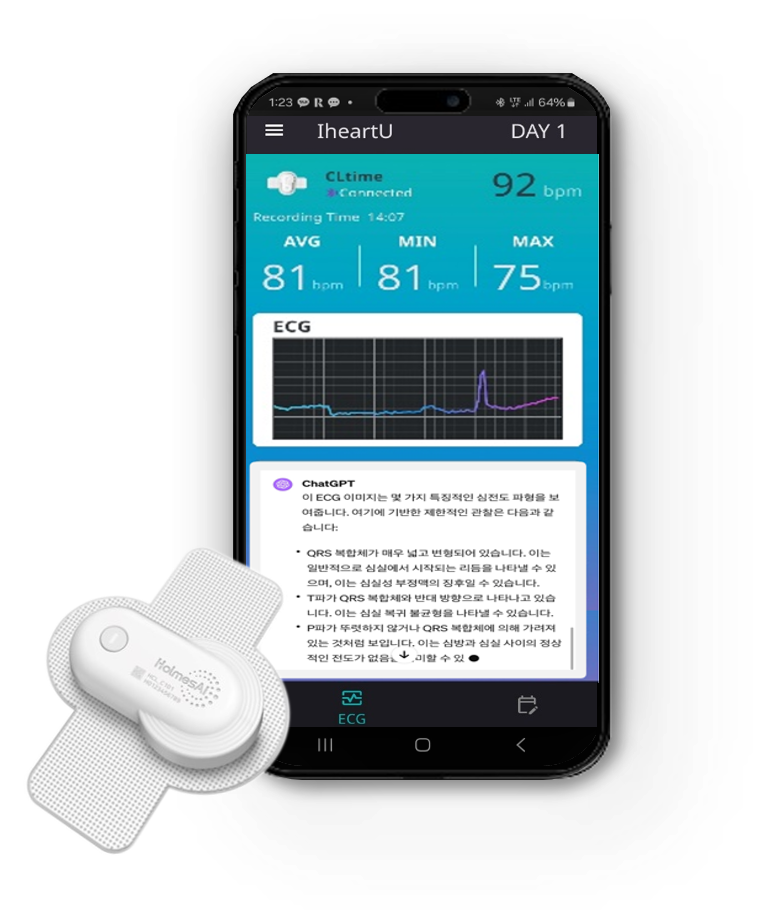 1:23 R 64%
IheartU DAY 1
CLtime
92 bpm
Connected
Recording Time 14:07
AVG MIN MAX
81 bpm 81 bpm 75 bpm
ECG
ChatGPT
이 ECG 이미지는 몇 가지 특징적인 심전도 파형을 보
여줍니다. 여기에 기반한 제한적인 관찰은 다음과 같
습니다:
• QRS 복합체가 매우 넓고 변형되어 있습니다. 이는
일반적으로 심실에서 시작되는 리듬을 나타낼 수 있
으며, 이는 심실성 부정맥의 징후일 수 있습니다.
• T파가 QRS 복합체와 반대 방향으로 나타나고 있습
니다. 이는 심실 복귀 불균형을 나타낼 수 있습니다.
• P파가 뚜렷하지 않거나 QRS 복합체에 의해 가려져
있는 것처럼 보입니다. 이는 심방과 심실 사이의 정상
적인 전도가 없음 미할 수 있
HolmesAI
ECG